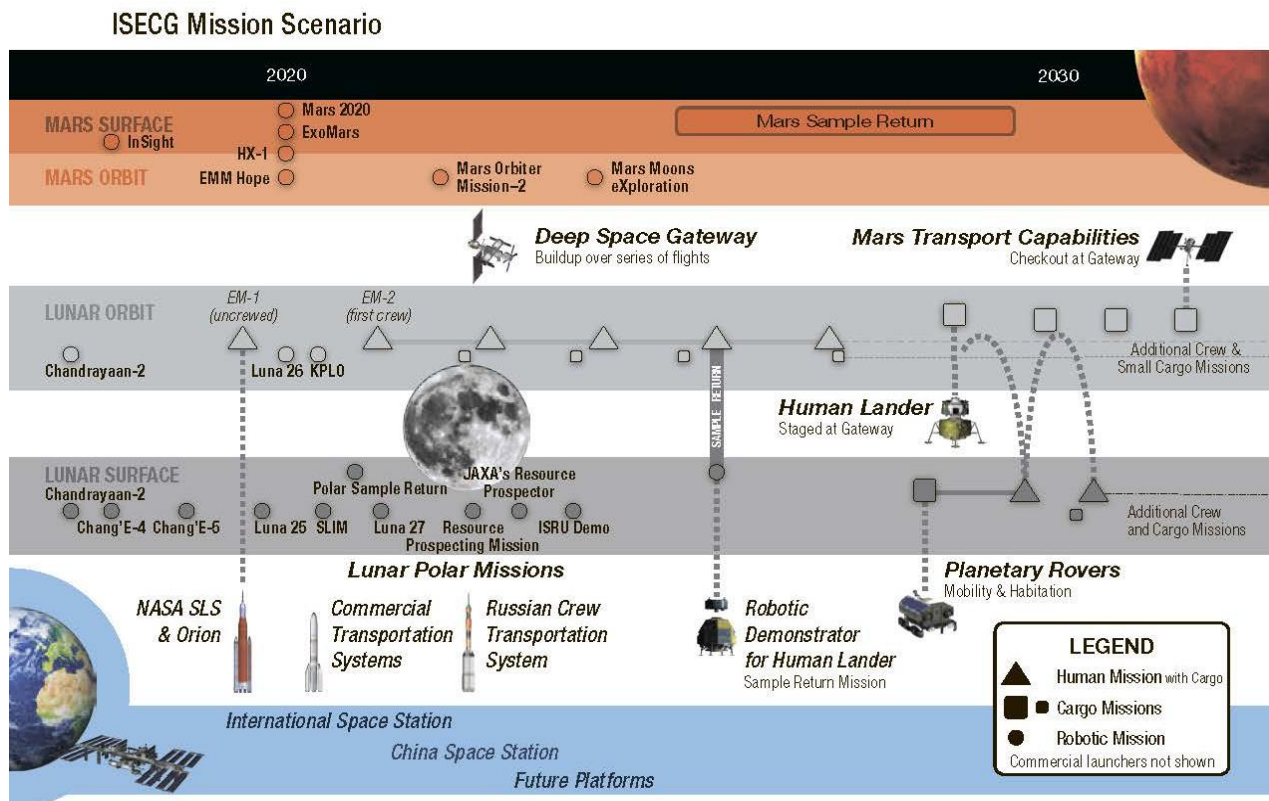 ISECG Mission Scenario
2020
2030
MARS SURFACE
InSight
Mars 2020
ExoMars
HX-1
Mars Sample Return
MARS ORBIT
EMM Hope
Mars Orbiter
Mission–2
Mars Moons
eXploration
Deep Space Gateway
Buildup over series of flights
Mars Transport Capabilities
Checkout at Gateway
LUNAR ORBIT
EM-1
(uncrewed)
EM-2
(first crew)
Chandrayaan-2
Luna 26
KPLO
Additional Crew &
Small Cargo Missions
SAMPLE RETURN
Human Lander
Staged at Gateway
LUNAR SURFACE
Chandrayaan-2
Chang'E-4
Chang'E-5
Luna 25
Polar Sample Return
SLIM
Luna 27
JAXA's Resource
Prospector
Resource
Prospecting Mission
ISRU Demo
Additional Crew
and Cargo Missions
Lunar Polar Missions
Planetary Rovers
Mobility & Habitation
NASA SLS
& Orion
Commercial
Transportation
Systems
Russian Crew
Transportation
System
Robotic
Demonstrator
for Human Lander
Sample Return Mission
LEGEND
Human Mission with Cargo
Cargo Missions
Robotic Mission
Commercial launchers not shown
International Space Station
China Space Station
Future Platforms